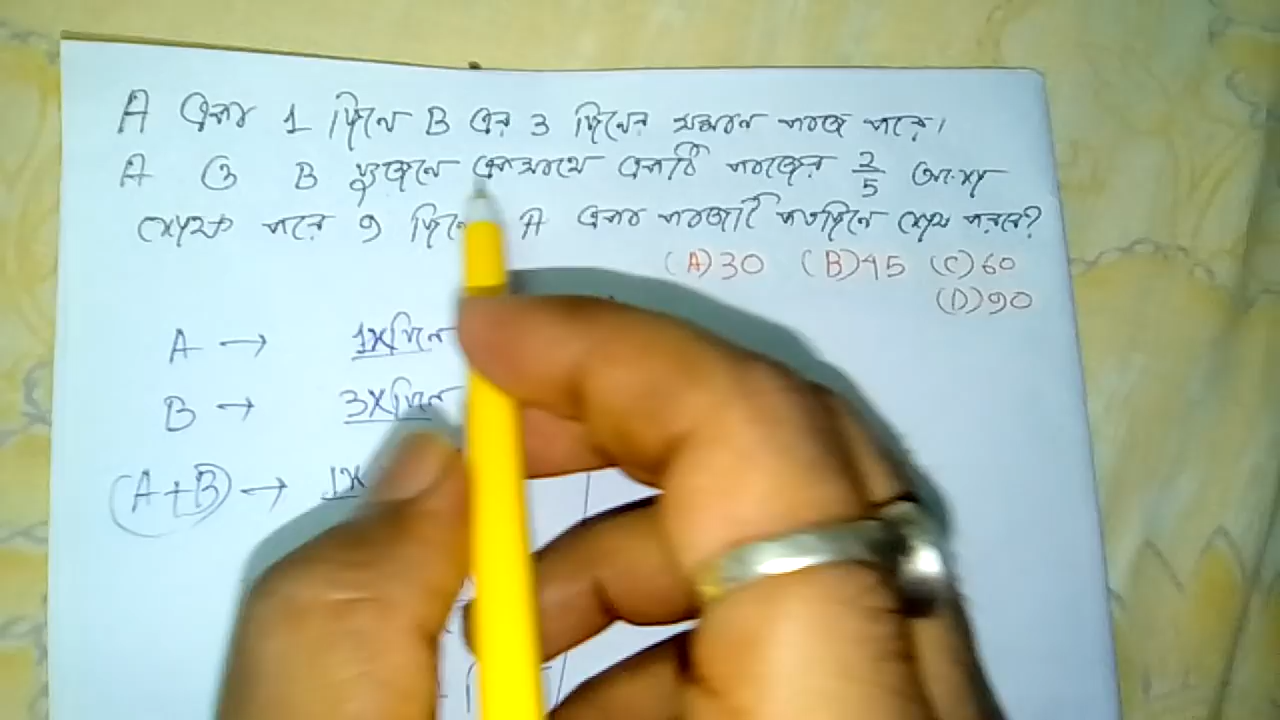 A একা 1 দিনে B এর 3 দিনের সমান কাজ করে।
A ও B দুজনে একসাথে একটি কাজের 2/5 অংশ
শেষ করে 9 দিনে A একা কাজটি কতদিনে শেষ করবে?
(A) 30 (B) 45 (C) 60
(D) 90
A → 1x দিনে
B → 3x দিনে
(A+B) → 1x